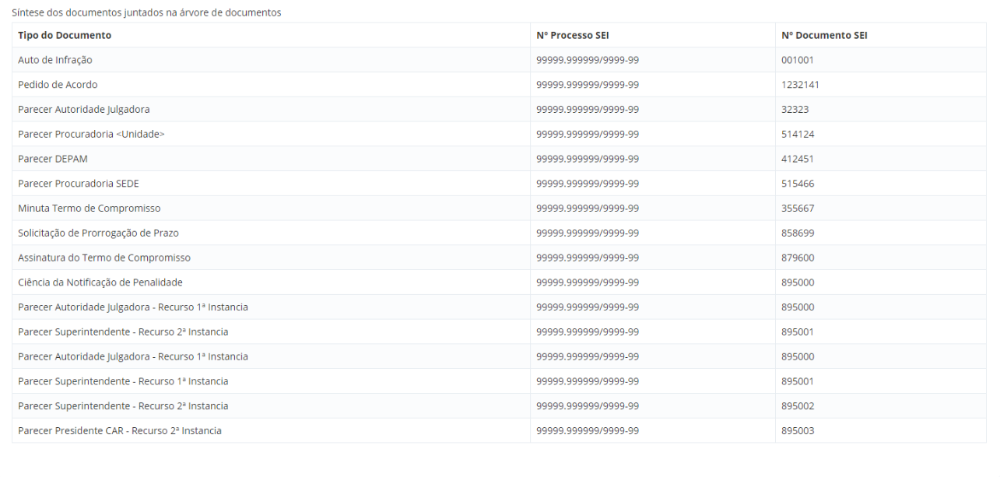 Síntese dos documentos juntados na árvore de documentos
Tipo do Documento Nº Processo SEI Nº Documento SEI
Auto de Infração 99999.999999/9999-99 001001
Pedido de Acordo 99999.999999/9999-99 1232141
Parecer Autoridade Julgadora 99999.999999/9999-99 32323
Parecer Procuradoria <Unidade> 99999.999999/9999-99 514124
Parecer DEPAM 99999.999999/9999-99 412451
Parecer Procuradoria SEDE 99999.999999/9999-99 515466
Minuta Termo de Compromisso 99999.999999/9999-99 355667
Solicitação de Prorrogação de Prazo 99999.999999/9999-99 858699
Assinatura do Termo de Compromisso 99999.999999/9999-99 879600
Ciência da Notificação de Penalidade 99999.999999/9999-99 895000
Parecer Autoridade Julgadora - Recurso 1ª Instancia 99999.999999/9999-99 895000
Parecer Superintendente - Recurso 2ª Instancia 99999.999999/9999-99 895001
Parecer Autoridade Julgadora - Recurso 1ª Instancia 99999.999999/9999-99 895000
Parecer Superintendente - Recurso 1ª Instancia 99999.999999/9999-99 895001
Parecer Superintendente - Recurso 2ª Instancia 99999.999999/9999-99 895002
Parecer Presidente CAR - Recurso 2ª Instancia 99999.999999/9999-99 895003